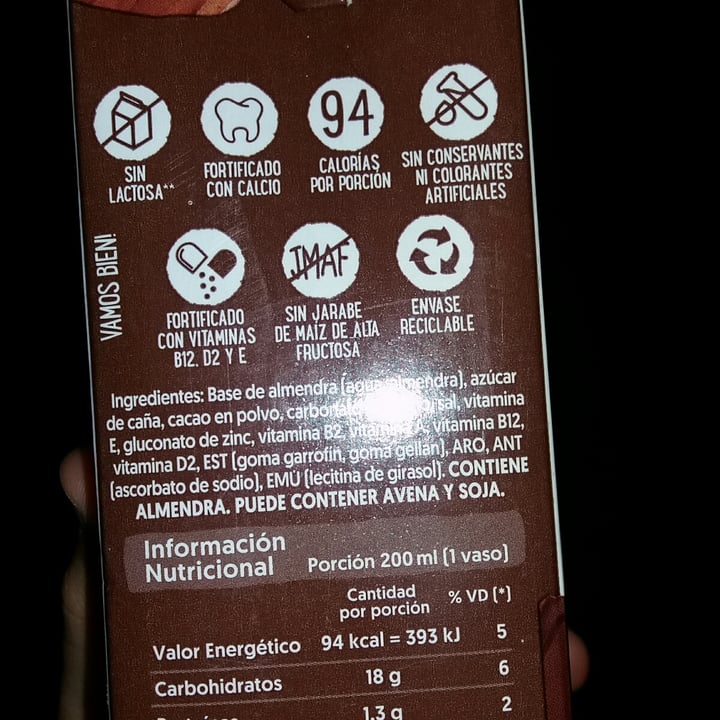 SIN
LACTOSA**
FORTIFICADO
CON CALCIO
94
CALORÍAS
POR PORCIÓN
SIN CONSERVANTES
NI COLORANTES
ARTIFICIALES
VAMOS BIEN!
FORTIFICADO
CON VITAMINAS
B12, D2 Y E
JMAF
SIN JARABE
DE MAÍZ DE ALTA
FRUCTOSA
ENVASE
RECICLABLE
Ingredientes: Base de almendra (agua, almendra), azúcar
de caña, cacao en polvo, vitamina
E, gluconato de zinc, vitamina B2, vitamina A, vitamina B12,
vitamina D2, EST (goma garrofín, goma gellan), ARO, ANT
(ascorbato de sodio), EMU (lecitina de girasol). CONTIENE
ALMENDRA. PUEDE CONTENER AVENA Y SOJA.
Información
Nutricional
Porción 200 ml (1 vaso)
Cantidad
por porción
% VD (*)
Valor Energético 94 kcal = 393 kJ 5
Carbohidratos 18 g 6
1,3 g 2